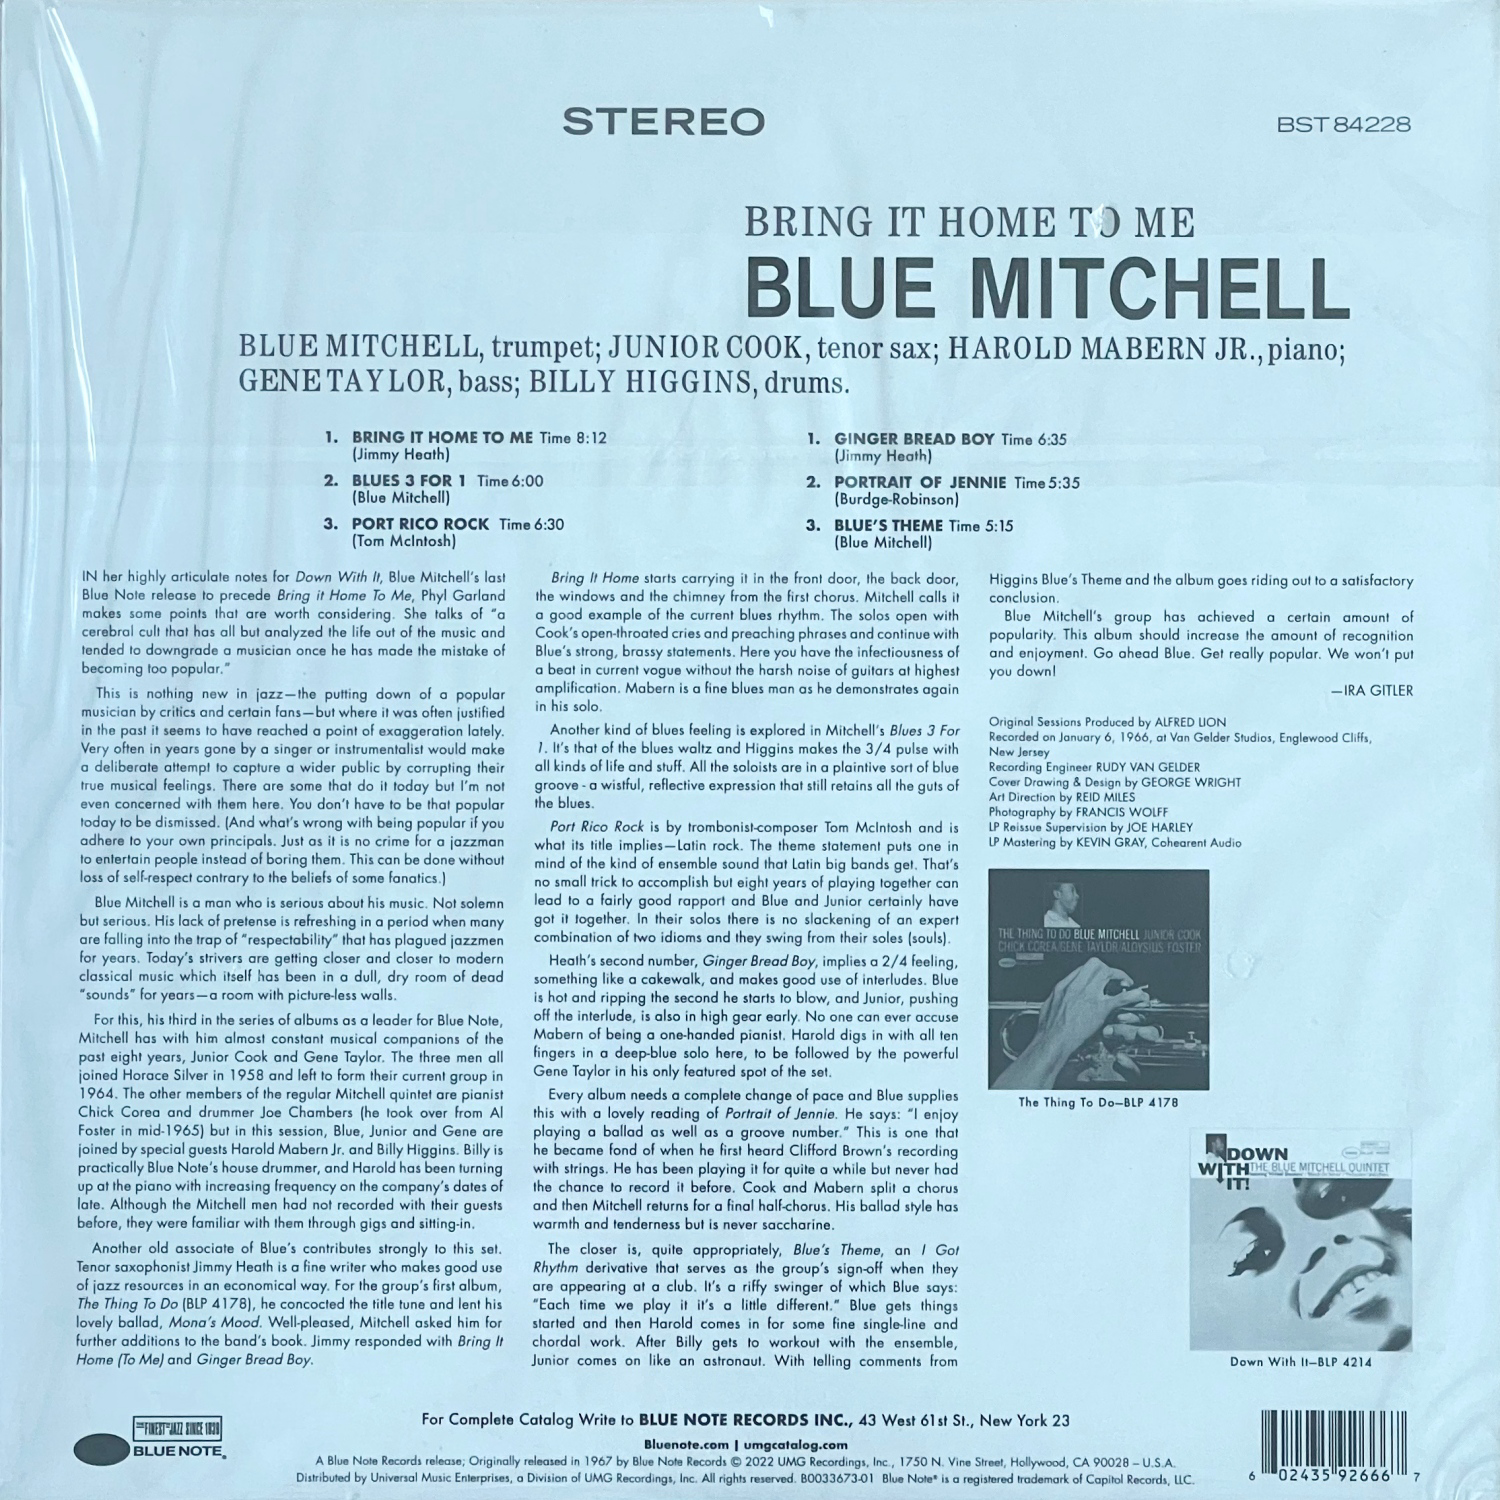 STEREO
BST 84228
BRING IT HOME TO ME
BLUE MITCHELL
BLUE MITCHELL, trumpet; JUNIOR COOK, tenor sax; HAROLD MABERN JR., piano;
GENE TAYLOR, bass; BILLY HIGGINS, drums.
1. BRING IT HOME TO ME Time 8:12
(Jimmy Heath)
2. BLUES 3 FOR 1 Time 6:00
(Blue Mitchell)
3. PORT RICO ROCK Time 6:30
(Tom McIntosh)
1. GINGER BREAD BOY Time 6:35
(Jimmy Heath)
2. PORTRAIT OF JENNIE Time 5:35
(Burdge-Robinson)
3. BLUE'S THEME Time 5:15
(Blue Mitchell)
IN her highly articulate notes for Down With It, Blue Mitchell's last
Blue Note release to precede Bring it Home To Me, Phyl Garland
makes some points that are worth considering. She talks of "a
cerebral cult that has all but analyzed the life out of the music and
tended to downgrade a musician once he has made the mistake of
becoming too popular."
This is nothing new in jazz—the putting down of a popular
musician by critics and certain fans—but where it was often justified
in the past it seems to have reached a point of exaggeration lately.
Very often in years gone by a singer or instrumentalist would make
a deliberate attempt to capture a wider public by corrupting their
true musical feelings. There are some that do it today but I'm not
even concerned with them here. You don't have to be that popular
today to be dismissed. (And what's wrong with being popular if you
adhere to your own principals. Just as it is no crime for a jazzman
to entertain people instead of boring them. This can be done without
loss of self-respect contrary to the beliefs of some fanatics.)
Blue Mitchell is a man who is serious about his music. Not solemn
but serious. His lack of pretense is refreshing in a period when many
are falling into the trap of "respectability" that has plagued jazzmen
for years. Today's strivers are getting closer and closer to modern
classical music which itself has been in a dull, dry room of dead
"sounds" for years—a room with picture-less walls.
For this, his third in the series of albums as a leader for Blue Note,
Mitchell has with him almost constant musical companions of the
past eight years, Junior Cook and Gene Taylor. The three men all
joined Horace Silver in 1958 and left to form their current group in
1964. The other members of the regular Mitchell quintet are pianist
Chick Corea and drummer Joe Chambers (he took over from Al
Foster in mid-1965) but in this session, Blue, Junior and Gene are
joined by special guests Harold Mabern Jr. and Billy Higgins. Billy is
practically Blue Note's house drummer, and Harold has been turning
up at the piano with increasing frequency on the company's dates of
late. Although the Mitchell men had not recorded with their guests
before, they were familiar with them through gigs and sitting-in.
Another old associate of Blue's contributes strongly to this set.
Tenor saxophonist Jimmy Heath is a fine writer who makes good use
of jazz resources in an economical way. For the group's first album,
The Thing To Do (BLP 4178), he concocted the title tune and lent his
lovely ballad, Mona's Mood. Well-pleased, Mitchell asked him for
further additions to the band's book. Jimmy responded with Bring It
Home (To Me) and Ginger Bread Boy.
Bring It Home starts carrying it in the front door, the back door,
the windows and the chimney from the first chorus. Mitchell calls it
a good example of the current blues rhythm. The solos open with
Cook's open-throated cries and preaching phrases and continue with
Blue's strong, brassy statements. Here you have the infectiousness of
a beat in current vogue without the harsh noise of guitars at highest
amplification. Mabern is a fine blues man as he demonstrates again
in his solo.
Another kind of blues feeling is explored in Mitchell's Blues 3 For
1. It's that of the blues waltz and Higgins makes the 3/4 pulse with
all kinds of life and stuff. All the soloists are in a plaintive sort of blue
groove - a wistful, reflective expression that still retains all the guts of
the blues.
Port Rico Rock is by trombonist-composer Tom McIntosh and is
what its title implies—Latin rock. The theme statement puts one in
mind of the kind of ensemble sound that Latin big bands get. That's
no small trick to accomplish but eight years of playing together can
lead to a fairly good rapport and Blue and Junior certainly have
got it together. In their solos there is no slackening of an expert
combination of two idioms and they swing from their soles (souls).
Heath's second number, Ginger Bread Boy, implies a 2/4 feeling,
something like a cakewalk, and makes good use of interludes. Blue
is hot and ripping the second he starts to blow, and Junior, pushing
off the interlude, is also in high gear early. No one can ever accuse
Mabern of being a one-handed pianist. Harold digs in with all ten
fingers in a deep-blue solo here, to be followed by the powerful
Gene Taylor in his only featured spot of the set.
Every album needs a complete change of pace and Blue supplies
this with a lovely reading of Portrait of Jennie. He says: "I enjoy
playing a ballad as well as a groove number." This is one that
he became fond of when he first heard Clifford Brown's recording
with strings. He has been playing it for quite a while but never had
the chance to record it before. Cook and Mabern split a chorus
and then Mitchell returns for a final half-chorus. His ballad style has
warmth and tenderness but is never saccharine.
The closer is, quite appropriately, Blue's Theme, an I Got
Rhythm derivative that serves as the group's sign-off when they
are appearing at a club. It's a riffy swinger of which Blue says:
"Each time we play it it's a little different." Blue gets things
started and then Harold comes in for some fine single-line and
chordal work. After Billy gets to workout with the ensemble,
Junior comes on like an astronaut. With telling comments from
Higgins Blue's Theme and the album goes riding out to a satisfactory
conclusion.
Blue Mitchell's group has achieved a certain amount of
popularity. This album should increase the amount of recognition
and enjoyment. Go ahead Blue. Get really popular. We won't put
you down!
—IRA GITLER
Original Sessions Produced by ALFRED LION
Recorded on January 6, 1966, at Van Gelder Studios, Englewood Cliffs,
New Jersey
Recording Engineer RUDY VAN GELDER
Cover Drawing & Design by GEORGE WRIGHT
Art Direction by REID MILES
Photography by FRANCIS WOLFF
LP Reissue Supervision by JOE HARLEY
LP Mastering by KEVIN GRAY, Cohearent Audio
THE THING TO DO BLUE MITCHELL JUNIOR COOK
CHICK COREA/GENE TAYLOR/ALOYSIUS FOSTER
The Thing To Do—BLP 4178
DOWN
WITH THE BLUE MITCHELL QUINTET
IT!
Down With It—BLP 4214
THE FINEST IN JAZZ SINCE 1939
BLUE NOTE®
For Complete Catalog Write to BLUE NOTE RECORDS INC., 43 West 61st St., New York 23
Bluenote.com | umgcatalog.com
A Blue Note Records release; Originally released in 1967 by Blue Note Records © 2022 UMG Recordings, Inc., 1750 N. Vine Street, Hollywood, CA 90028 – U.S.A.
Distributed by Universal Music Enterprises, a Division of UMG Recordings, Inc. All rights reserved. B0033673-01 Blue Note® is a registered trademark of Capitol Records, LLC.
6 02435 92666 7